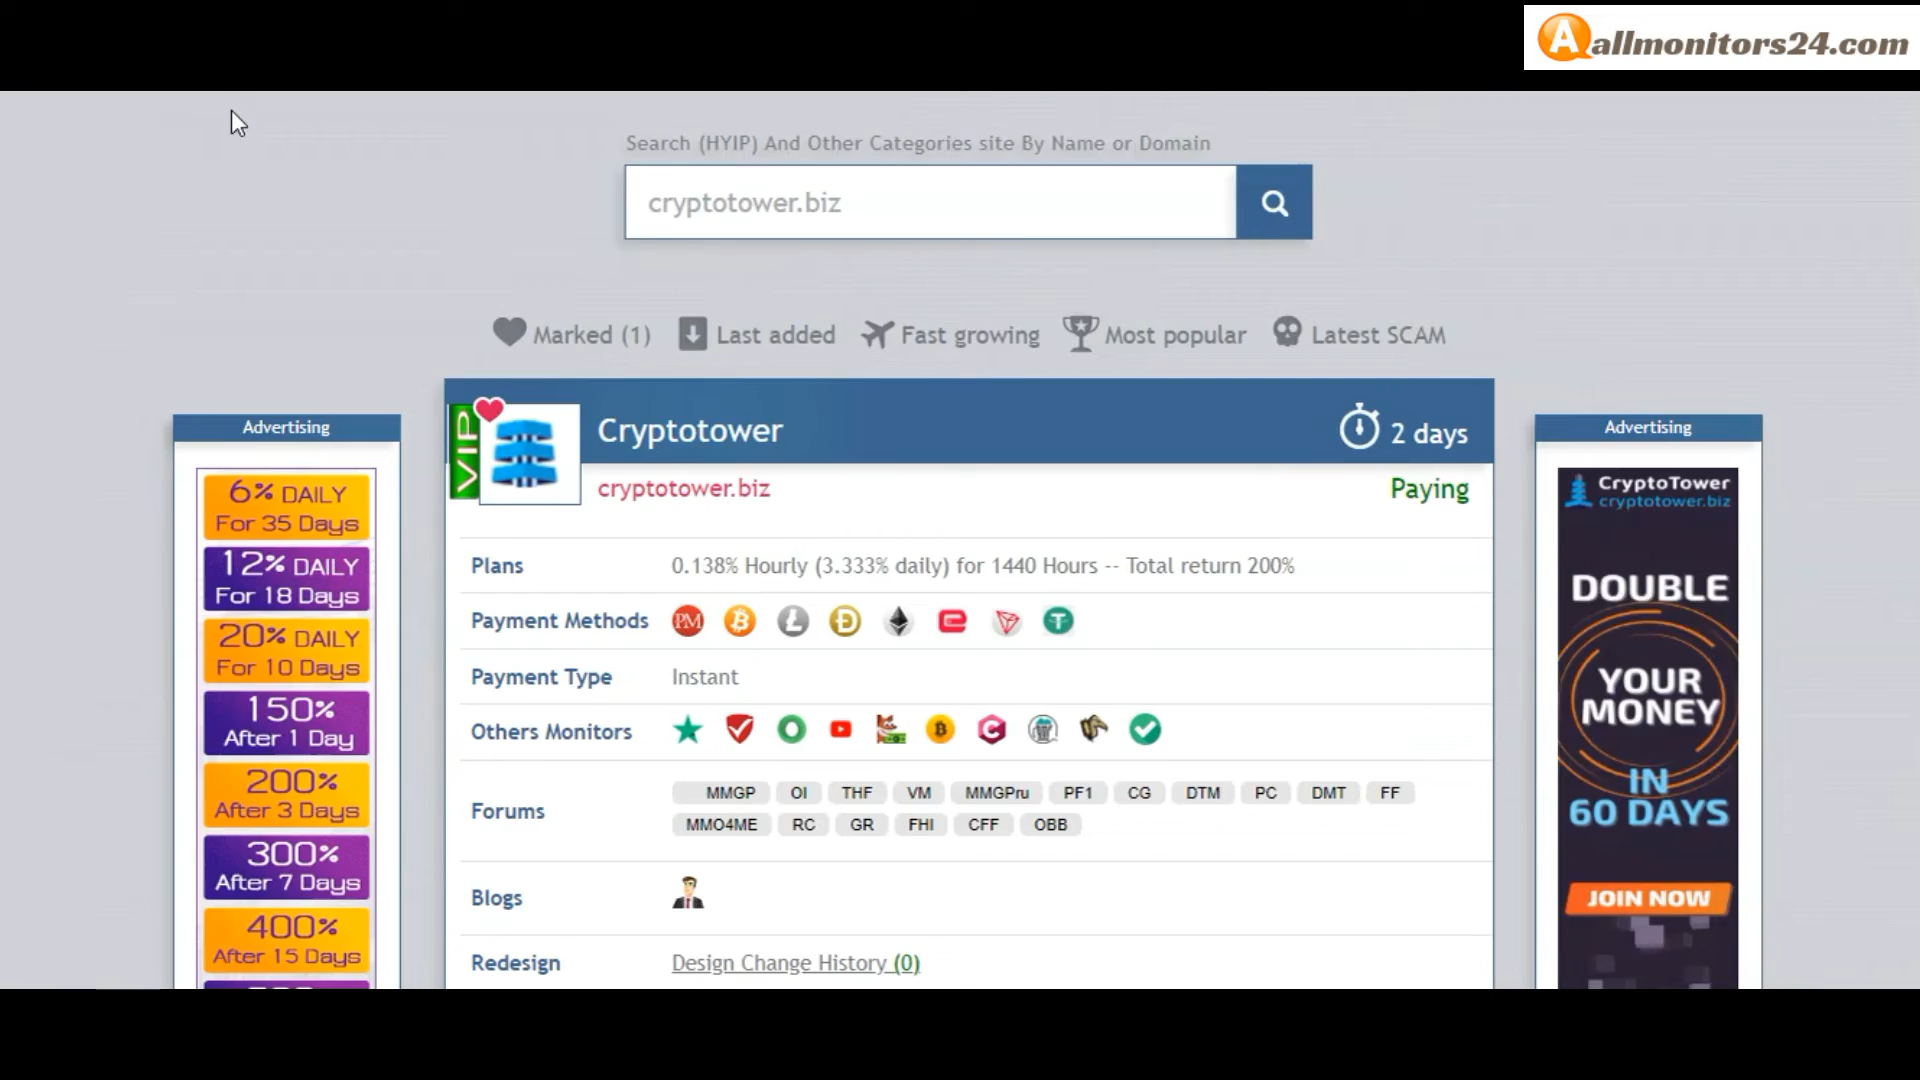 Aallmonitors24.com
Search (HYIP) And Other Categories site By Name or Domain
cryptotower.biz
Marked (1)
Last added
Fast growing
Most popular
Latest SCAM
Advertising
6% DAILY
For 35 Days
12% DAILY
For 18 Days
20% DAILY
For 10 Days
150%
After 1 Day
200%
After 3 Days
300%
After 7 Days
400%
After 15 Days
VIP
Cryptotower
2 days
cryptotower.biz
Paying
Plans
0.138% Hourly (3.333% daily) for 1440 Hours -- Total return 200%
Payment Methods
PM
Payment Type
Instant
Others Monitors
Forums
MMGP OI THF VM MMGPru PF1 CG DTM PC DMT FF
MMO4ME RC GR FHI CFF OBB
Blogs
Redesign
Design Change History (0)
Advertising
CryptoTower
cryptotower.biz
DOUBLE
YOUR
MONEY
IN
60 DAYS
JOIN NOW